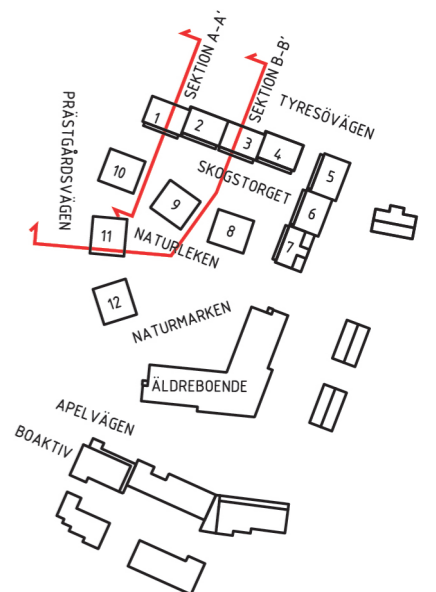 SEKTION A-A'
SEKTION B-B'
TYRESÖVÄGEN
PRÄSTGÅRDSVÄGEN
1
2
3
4
SKOGSTORGET
5
10
9
6
8
11
NATURLEKEN
7
12
NATURMARKEN
ÄLDREBOENDE
APELVÄGEN
BOAKTIV